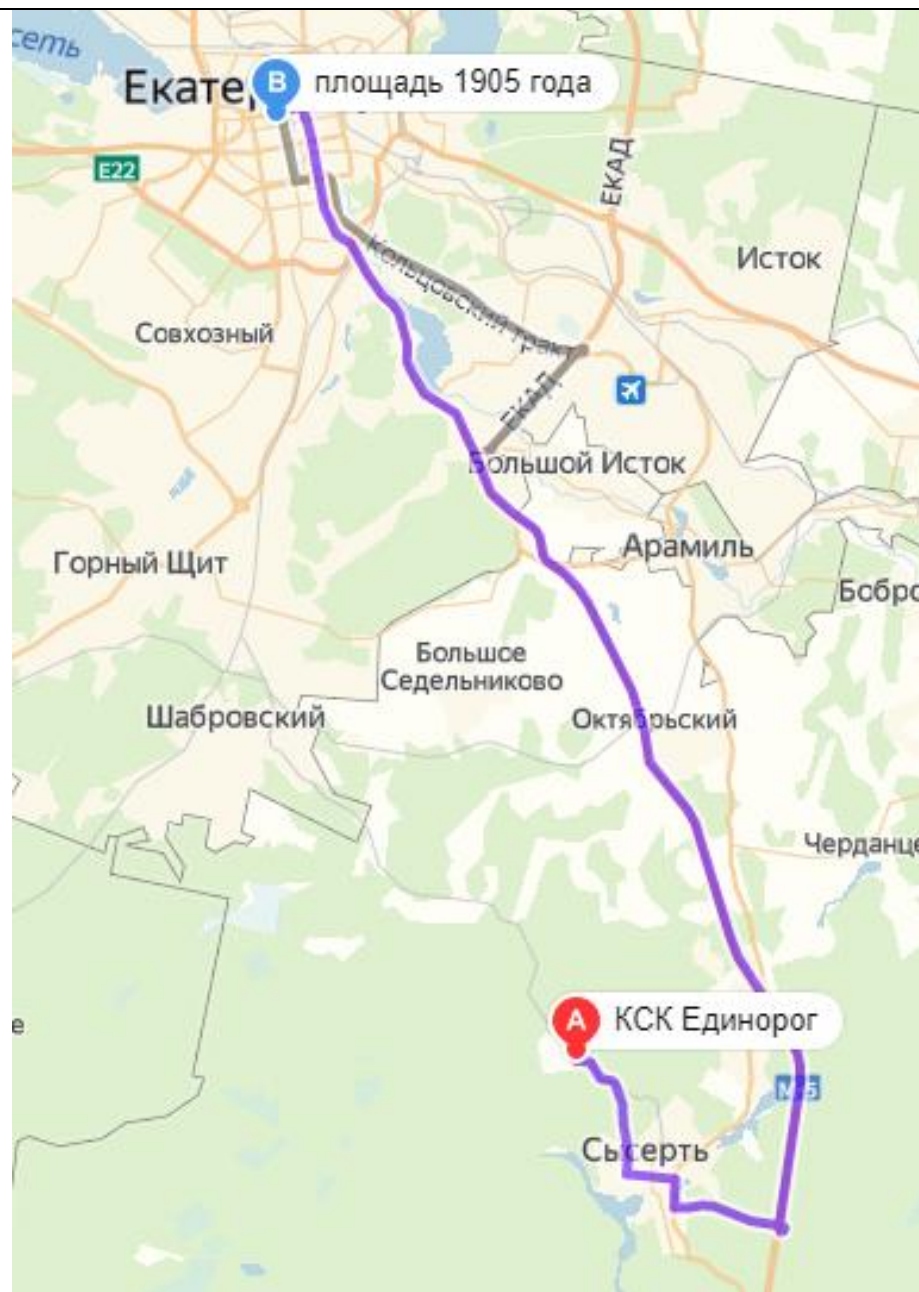 сеть
Екате
B
площадь 1905 года
E22
ЕКАД
Исток
Кольцовский тракт
Совхозный
ЕКАД
Большой Исток
Арамиль
Горный Щит
Бобро
Большое
Седельниково
Шабровский
Октябрьский
Черданце
A
КСК Единорог
е
Сысерть